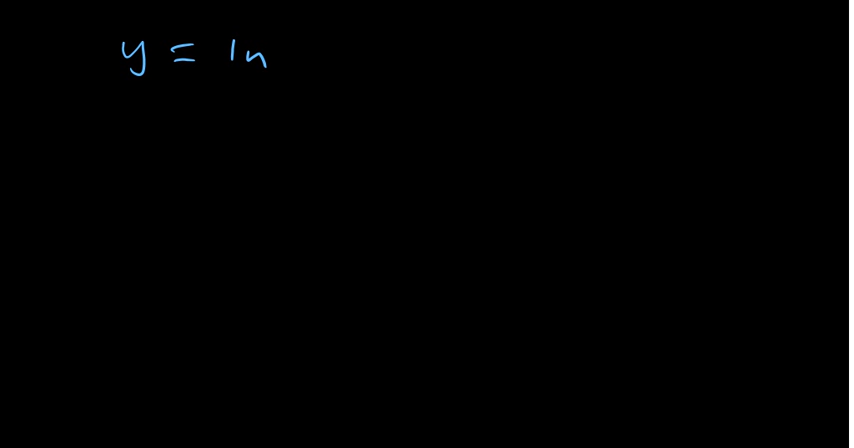 y = ln